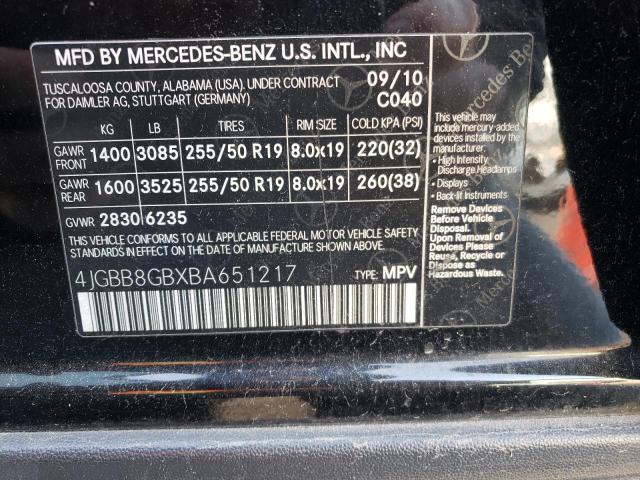 MFD BY MERCEDES-BENZ U.S. INTL., INC
TUSCALOOSA COUNTY, ALABAMA (USA). UNDER CONTRACT 09/10
FOR DAIMLER AG, STUTTGART (GERMANY) C040
KG LB TIRES RIM SIZE COLD KPA (PSI)
GAWR FRONT 1400 3085 255/50 R19 8.0x19 220(32)
GAWR REAR 1600 3525 255/50 R19 8.0x19 260(38)
GVWR 2830 6235
THIS VEHICLE CONFORMS TO ALL APPLICABLE FEDERAL MOTOR VEHICLE SAFETY
STANDARDS IN EFFECT ON THE DATE OF MANUFACTURE SHOWN ABOVE.
4JGBB8GBXBA651217 TYPE: MPV
This vehicle may
include mercury-added
devices installed by the
manufacturer:
• High Intensity
Discharge Headlamps
• Displays
• Back-lit Instruments
Remove Devices
Before Vehicle
Disposal.
Upon Removal of
Devices Please
Reuse, Recycle or
Dispose as
Hazardous Waste.
Mercedes-Benz